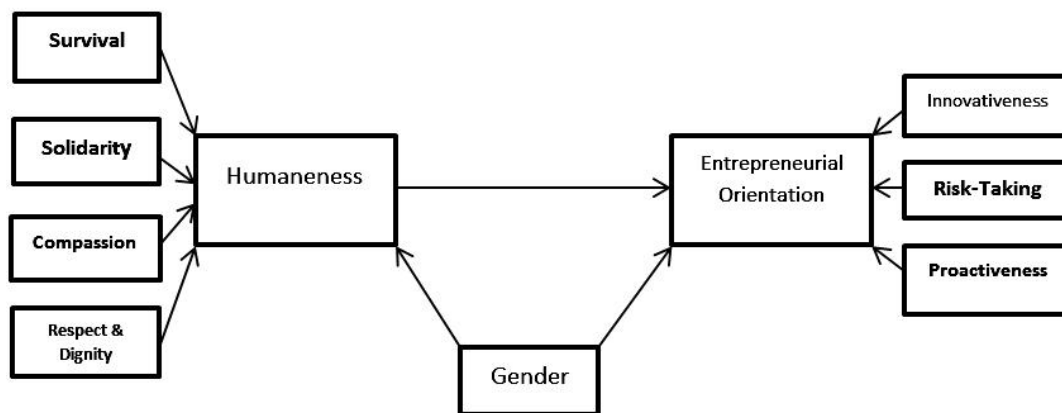 Survival
Solidarity
Compassion
Respect &
Dignity
Humaneness
Gender
Entrepreneurial
Orientation
Innovativeness
Risk-Taking
Proactiveness